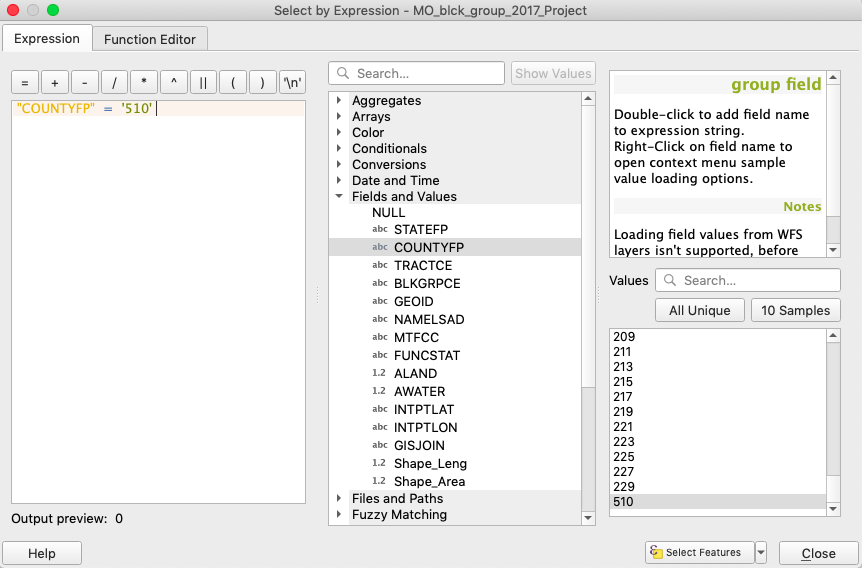 Select by Expression - MO_blck_group_2017_Project
Expression
Function Editor
= + - / * ^ || ( ) '\n'
"COUNTYFP" = '510'
Output preview: 0
Help
Search...
Show Values
Aggregates
Arrays
Color
Conditionals
Conversions
Date and Time
Fields and Values
NULL
abc STATEFP
abc COUNTYFP
abc TRACTCE
abc BLKGRPCE
abc GEOID
abc NAMELSAD
abc MTFCC
abc FUNCSTAT
1.2 ALAND
1.2 AWATER
abc INTPTLAT
abc INTPTLON
abc GISJOIN
1.2 Shape_Leng
1.2 Shape_Area
Files and Paths
Fuzzy Matching
group field
Double-click to add field name
to expression string.
Right-Click on field name to
open context menu sample
value loading options.
Notes
Loading field values from WFS
layers isn't supported, before
Values
Search...
All Unique
10 Samples
209
211
213
215
217
219
221
223
225
227
229
510
Select Features
Close